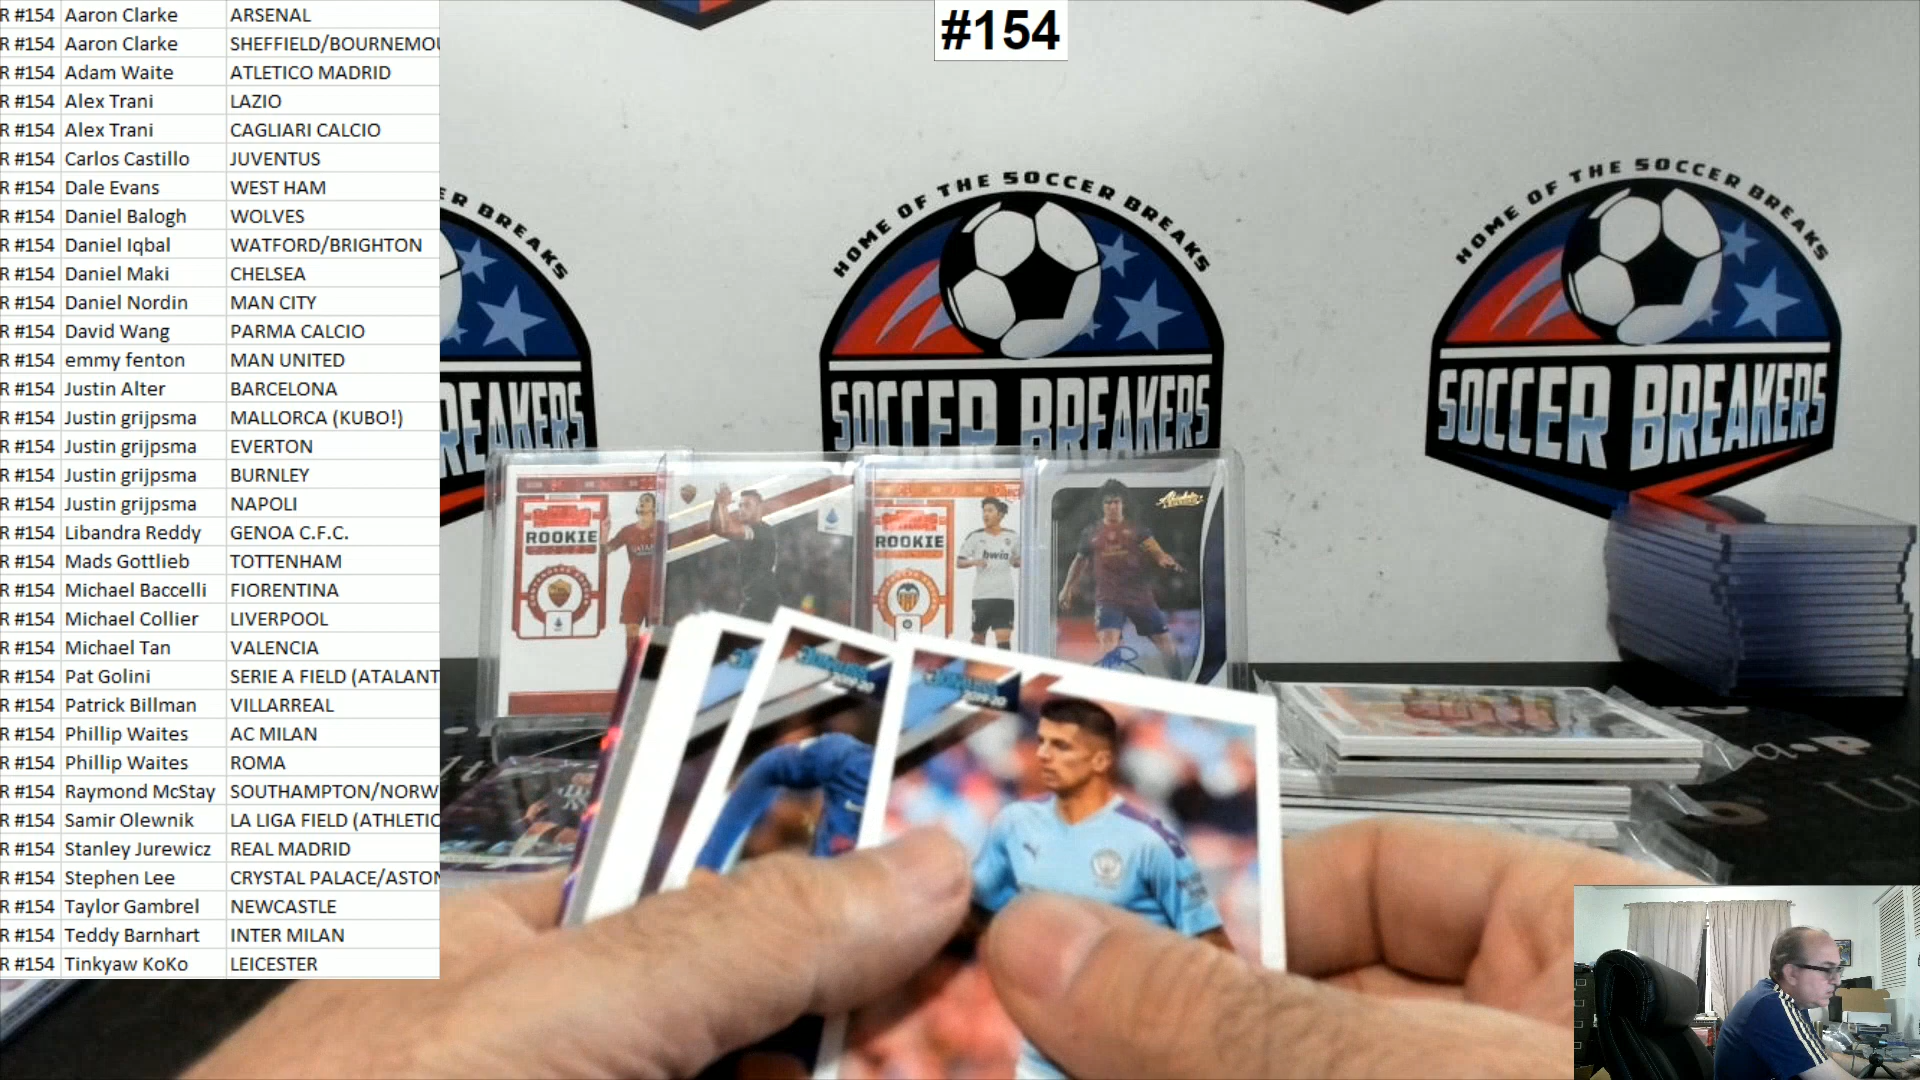 R #154 Aaron Clarke ARSENAL
R #154 Aaron Clarke SHEFFIELD/BOURNEMOU
R #154 Adam Waite ATLETICO MADRID
R #154 Alex Trani LAZIO
R #154 Alex Trani CAGLIARI CALCIO
R #154 Carlos Castillo JUVENTUS
R #154 Dale Evans WEST HAM
R #154 Daniel Balogh WOLVES
R #154 Daniel Iqbal WATFORD/BRIGHTON
R #154 Daniel Maki CHELSEA
R #154 Daniel Nordin MAN CITY
R #154 David Wang PARMA CALCIO
R #154 emmy fenton MAN UNITED
R #154 Justin Alter BARCELONA
R #154 Justin grijpsma MALLORCA (KUBO!)
R #154 Justin grijpsma EVERTON
R #154 Justin grijpsma BURNLEY
R #154 Justin grijpsma NAPOLI
R #154 Libandra Reddy GENOA C.F.C.
R #154 Mads Gottlieb TOTTENHAM
R #154 Michael Baccelli FIORENTINA
R #154 Michael Collier LIVERPOOL
R #154 Michael Tan VALENCIA
R #154 Pat Golini SERIE A FIELD (ATALANT
R #154 Patrick Billman VILLARREAL
R #154 Phillip Waites AC MILAN
R #154 Phillip Waites ROMA
R #154 Raymond McStay SOUTHAMPTON/NORW
R #154 Samir Olewnik LA LIGA FIELD (ATHLETIC
R #154 Stanley Jurewicz REAL MADRID
R #154 Stephen Lee CRYSTAL PALACE/ASTON
R #154 Taylor Gambrel NEWCASTLE
R #154 Teddy Barnhart INTER MILAN
R #154 Tinkyaw KoKo LEICESTER
#154
ER BREAKS
REAKERS
HOME OF THE SOCCER BREAKS
SOCCER BREAKERS
HOME OF THE SOCCER BREAKS
SOCCER BREAKERS
ROOKIE
ROOKIE
bwin
Absolute